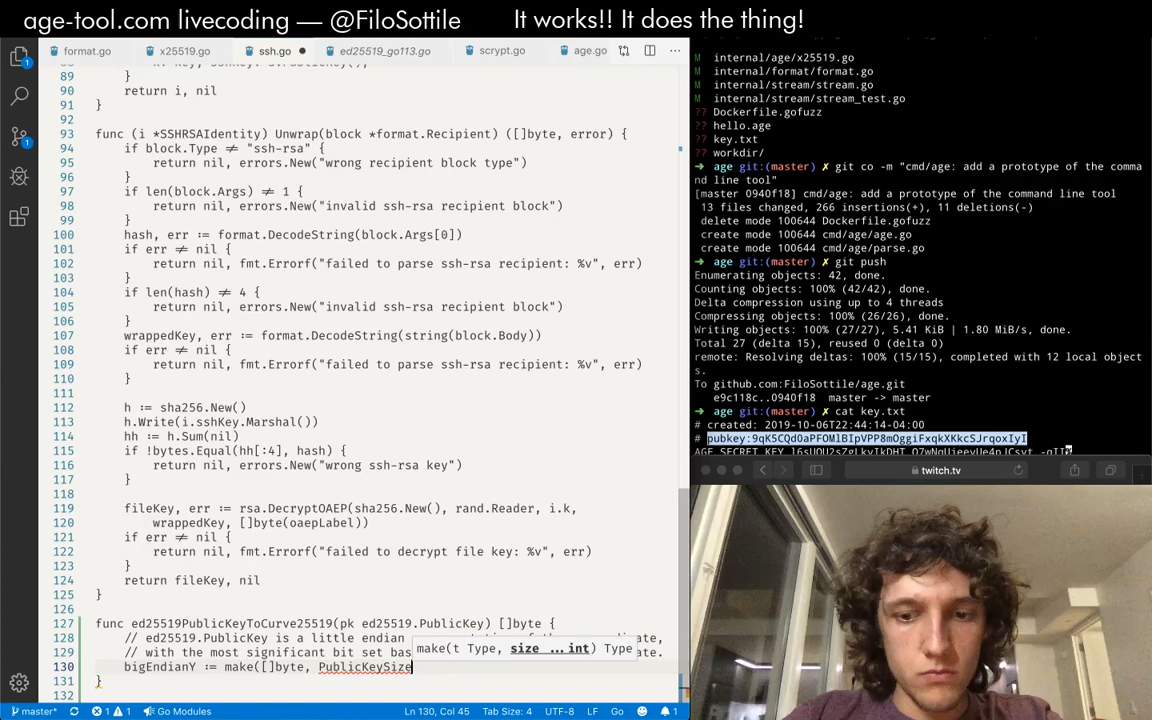 age-tool.com livecoding — @FiloSottile It works!! It does the thing!
format.go x25519.go ssh.go ed25519_go113.go scrypt.go age.go
89 }
90 return i, nil
91 }
92
93 func (i *SSHRSAIdentity) Unwrap(block *format.Recipient) ([]byte, error) {
94 if block.Type ≠ "ssh-rsa" {
95 return nil, errors.New("wrong recipient block type")
96 }
97 if len(block.Args) ≠ 1 {
98 return nil, errors.New("invalid ssh-rsa recipient block")
99 }
100 hash, err := format.DecodeString(block.Args[0])
101 if err ≠ nil {
102 return nil, fmt.Errorf("failed to parse ssh-rsa recipient: %v", err)
103 }
104 if len(hash) ≠ 4 {
105 return nil, errors.New("invalid ssh-rsa recipient block")
106 }
107 wrappedKey, err := format.DecodeString(string(block.Body))
108 if err ≠ nil {
109 return nil, fmt.Errorf("failed to parse ssh-rsa recipient: %v", err)
110 }
111
112 h := sha256.New()
113 h.Write(i.sshKey.Marshal())
114 hh := h.Sum(nil)
115 if !bytes.Equal(hh[:4], hash) {
116 return nil, errors.New("wrong ssh-rsa key")
117 }
118
119 fileKey, err := rsa.DecryptOAEP(sha256.New(), rand.Reader, i.k,
120 wrappedKey, []byte(oaepLabel))
121 if err ≠ nil {
122 return nil, fmt.Errorf("failed to decrypt file key: %v", err)
123 }
124 return fileKey, nil
125 }
126
127 func ed25519PublicKeyToCurve25519(pk ed25519.PublicKey) []byte {
128 // ed25519.PublicKey is a little endian
129 // with the most significant bit set
make(t Type, size ...int) Type
130 bigEndianY := make([]byte, PublicKeySize
131 }
132
master* 1 1 Go Modules Ln 130, Col 45 Tab Size: 4 UTF-8 LF Go 1
M internal/age/x25519.go
M internal/format/format.go
M internal/stream/stream.go
M internal/stream/stream_test.go
?? Dockerfile.gofuzz
?? hello.age
?? key.txt
?? workdir/
➜ age git:(master) ✗ git co -m "cmd/age: add a prototype of the comma
nd line tool"
[master 0940f18] cmd/age: add a prototype of the command line tool
13 files changed, 266 insertions(+), 11 deletions(-)
delete mode 100644 Dockerfile.gofuzz
create mode 100644 cmd/age/age.go
create mode 100644 cmd/age/parse.go
➜ age git:(master) ✗ git push
Enumerating objects: 42, done.
Counting objects: 100% (42/42), done.
Delta compression using up to 4 threads
Compressing objects: 100% (26/26), done.
Writing objects: 100% (27/27), 5.41 KiB | 1.80 MiB/s, done.
Total 27 (delta 15), reused 0 (delta 0)
remote: Resolving deltas: 100% (15/15), completed with 12 local object
s.
To github.com:FiloSottile/age.git
e9c118c..0940f18 master -> master
➜ age git:(master) ✗ cat key.txt
# created: 2019-10-06T22:44:14-04:00
# pubkey:9qK5CQdOaPFOMlBIpVPP8mOggiFxqkXKkcSJrqoxIyI
twitch.tv